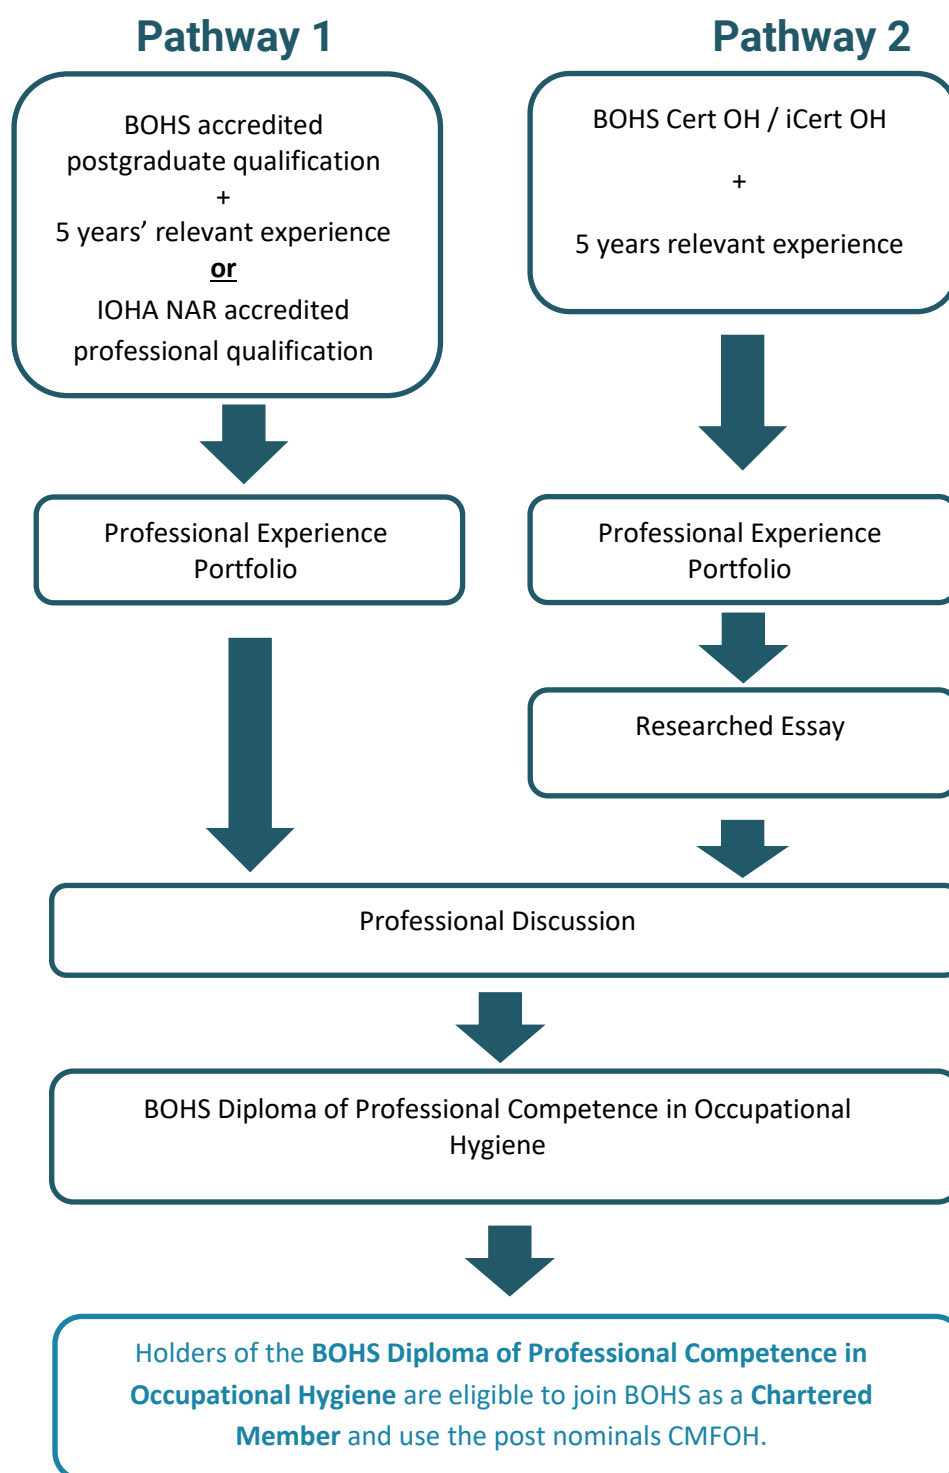 Pathway 1
Pathway 2
BOHS accredited
postgraduate qualification
+
5 years’ relevant experience
or
IOHA NAR accredited
professional qualification
BOHS Cert OH / iCert OH
+
5 years relevant experience
Professional Experience
Portfolio
Professional Experience
Portfolio
Researched Essay
Professional Discussion
BOHS Diploma of Professional Competence in Occupational
Hygiene
Holders of the BOHS Diploma of Professional Competence in
Occupational Hygiene are eligible to join BOHS as a Chartered
Member and use the post nominals CMFOH.